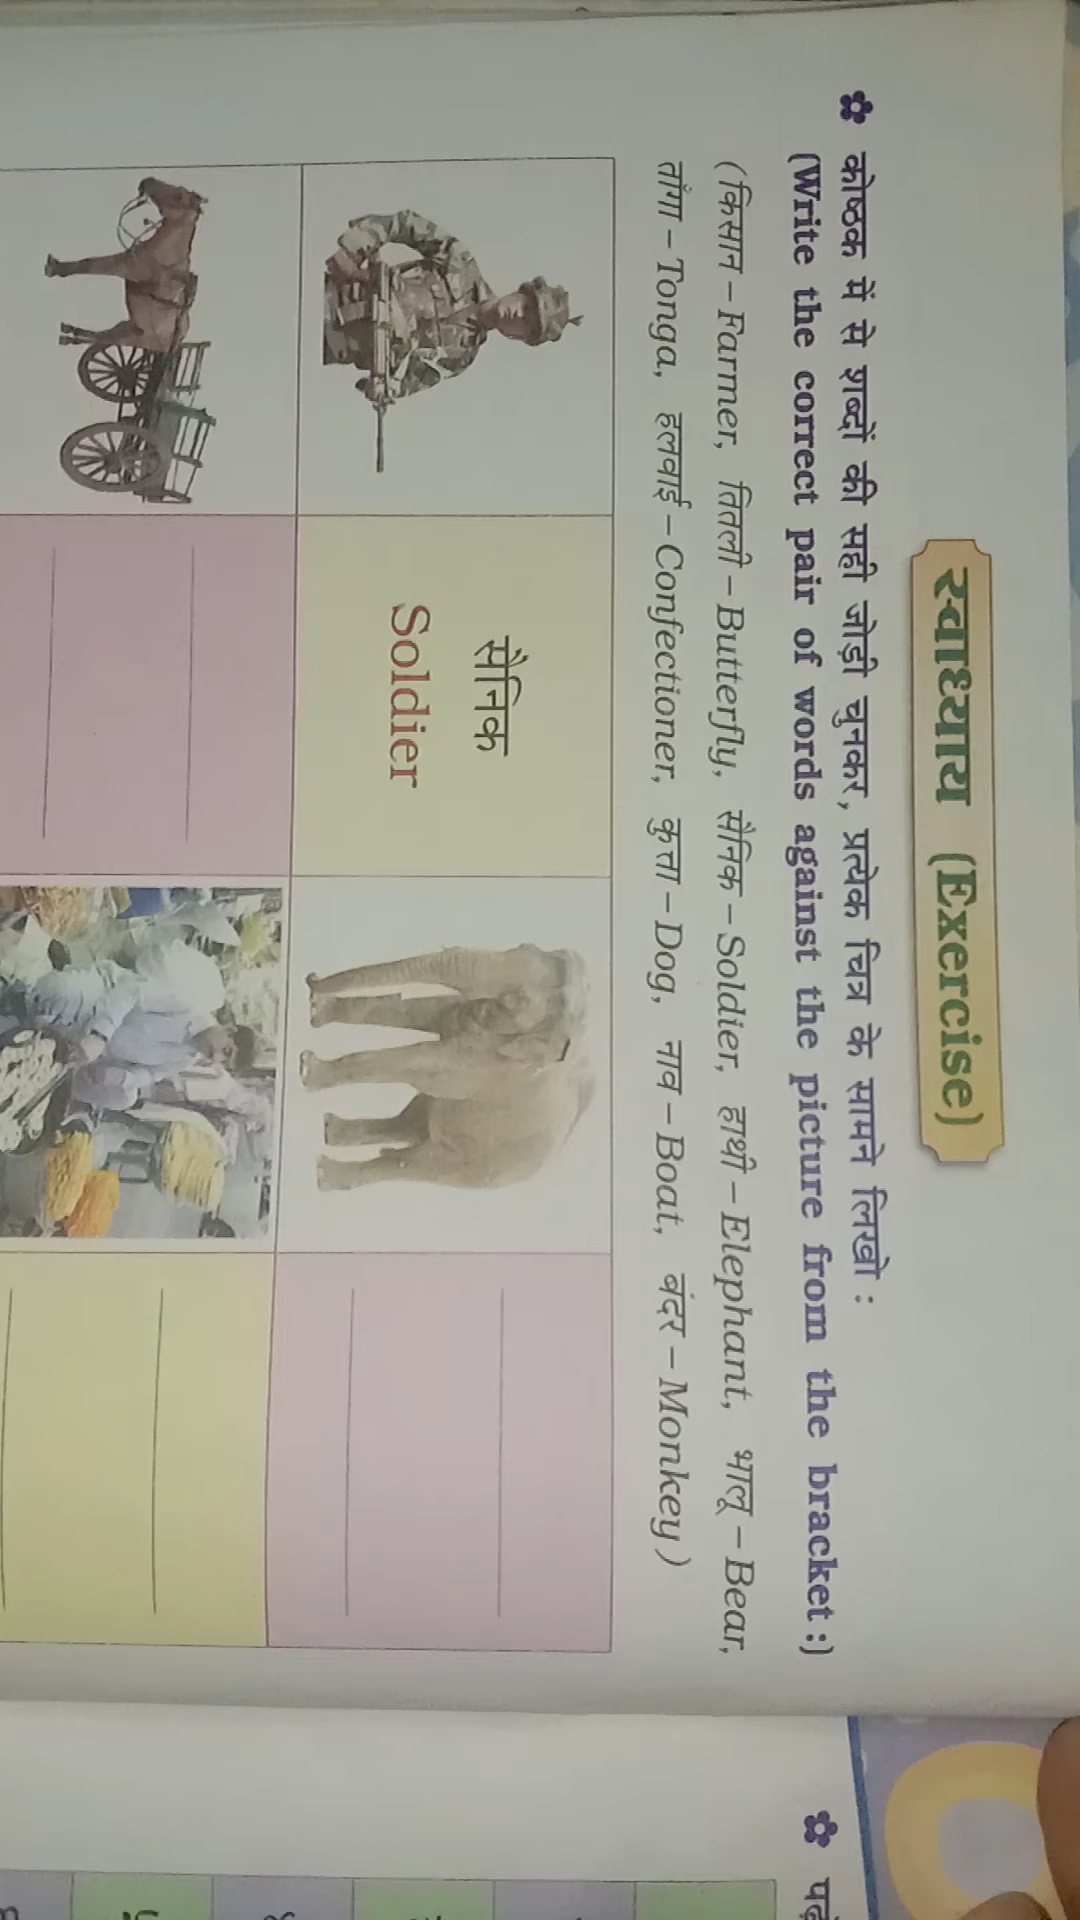 स्वाध्याय (Exercise)
✽ कोष्ठक में से शब्दों की सही जोड़ी चुनकर, प्रत्येक चित्र के सामने लिखो :
(Write the correct pair of words against the picture from the bracket :)
(किसान – Farmer, तितली – Butterfly, सैनिक – Soldier, हाथी – Elephant, भालू – Bear,
ताँगा – Tonga, हलवाई – Confectioner, कुत्ता – Dog, नाव – Boat, बंदर – Monkey)
सैनिक
Soldier